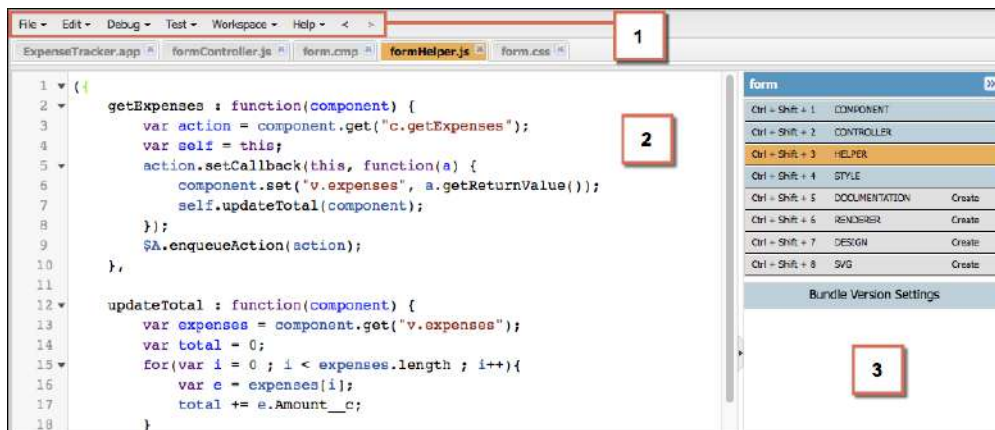 File Edit Debug Test Workspace Help < >
1
ExpenseTracker.app formController.js form.cmp formHelper.js form.css
1 ({
2 getExpenses : function(component) {
3 var action = component.get("c.getExpenses");
4 var self = this;
5 action.setCallback(this, function(a) {
6 component.set("v.expenses", a.getReturnValue());
7 self.updateTotal(component);
8 });
9 $A.enqueueAction(action);
10 },
11
12 updateTotal : function(component) {
13 var expenses = component.get("v.expenses");
14 var total = 0;
15 for(var i = 0 ; i < expenses.length ; i++){
16 var e = expenses[i];
17 total += e.Amount__c;
18 }
2
form
Ctrl + Shift + 1 COMPONENT
Ctrl + Shift + 2 CONTROLLER
Ctrl + Shift + 3 HELPER
Ctrl + Shift + 4 STYLE
Ctrl + Shift + 5 DOCUMENTATION Create
Ctrl + Shift + 6 RENDERER Create
Ctrl + Shift + 7 DESIGN Create
Ctrl + Shift + 8 SVG Create
Bundle Version Settings
3